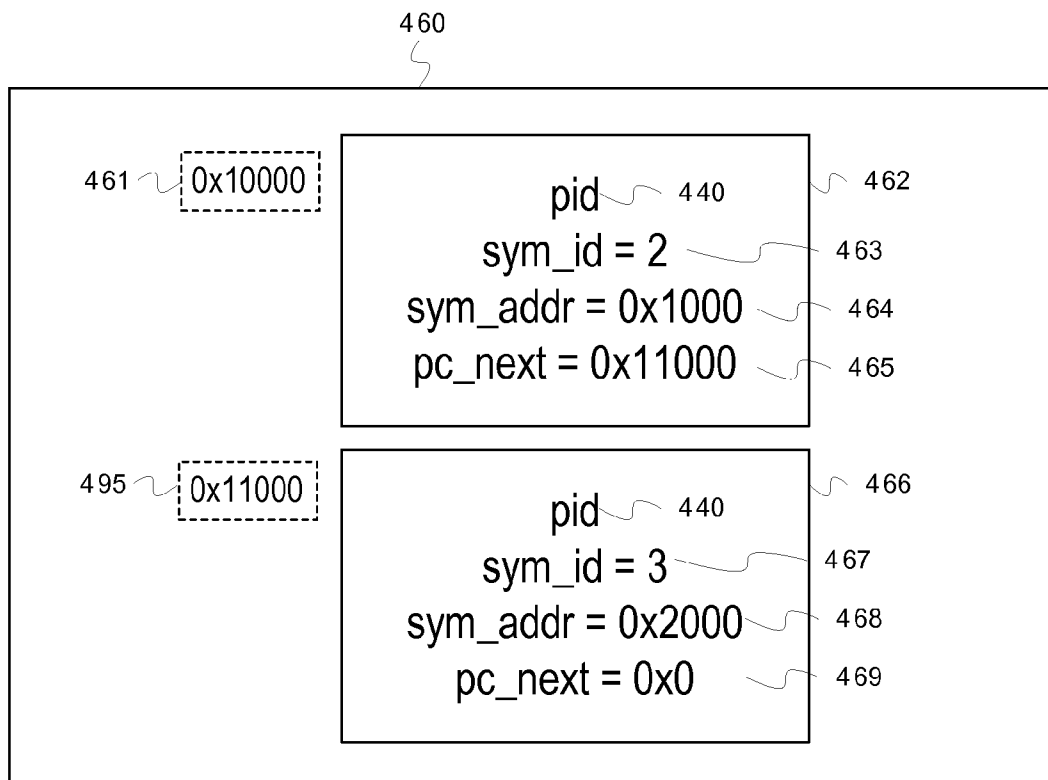 460
461 0x10000 462
pid 440
sym_id = 2 463
sym_addr = 0x1000 464
pc_next = 0x11000 465
495 0x11000 466
pid 440
sym_id = 3 467
sym_addr = 0x2000 468
pc_next = 0x0 469